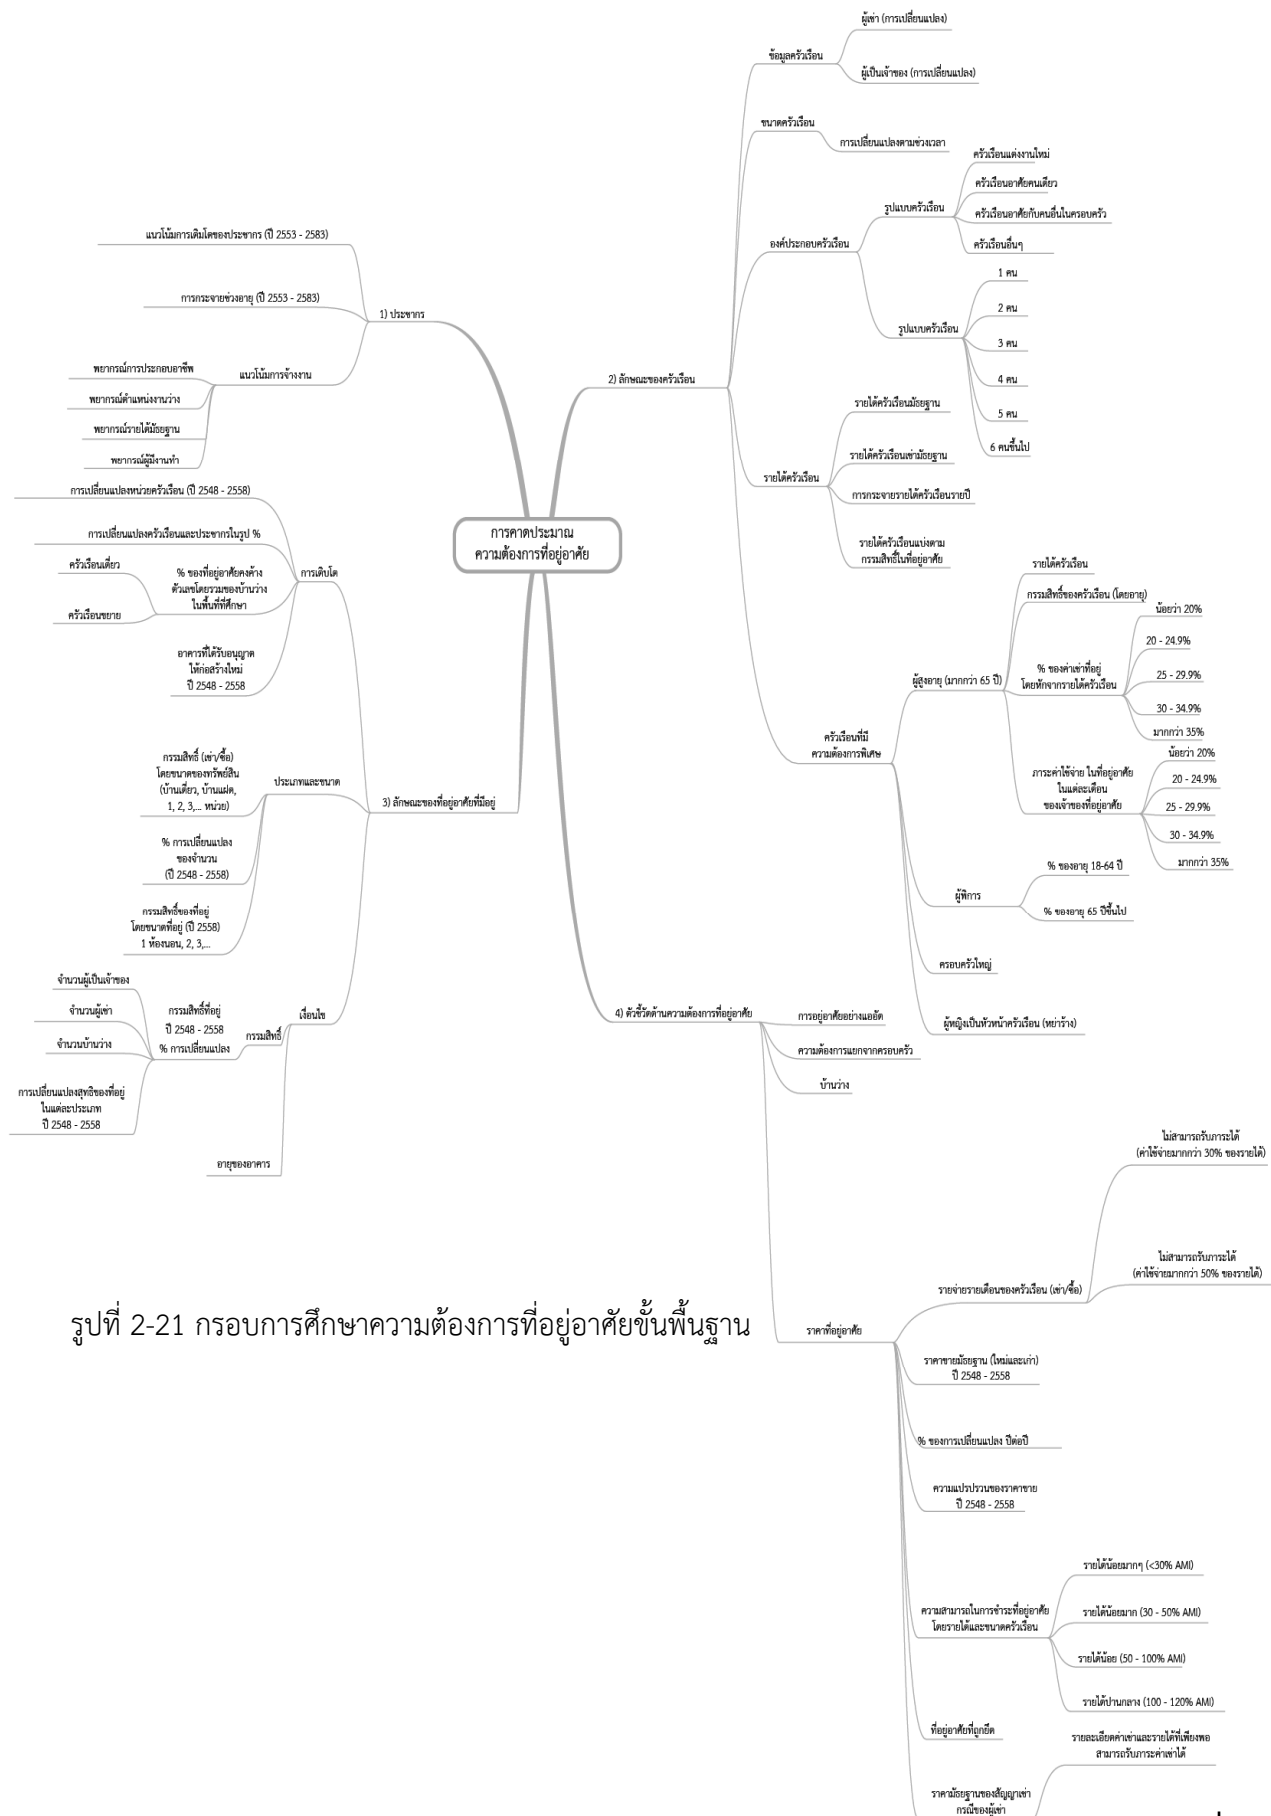 การคาดประมาณ
ความต้องการที่อยู่อาศัย
1) ประชากร
แนวโน้มการเติมโตของประชากร (ปี 2553 - 2583)
การกระจายช่วงอายุ (ปี 2553 - 2583)
แนวโน้มการจ้างงาน
พยากรณ์การประกอบอาชีพ
พยากรณ์ตำแหน่งงานว่าง
พยากรณ์รายได้มัธยฐาน
พยากรณ์ผู้มีงานทำ
2) ลักษณะของครัวเรือน
ข้อมูลครัวเรือน
ผู้เช่า (การเปลี่ยนแปลง)
ผู้เป็นเจ้าของ (การเปลี่ยนแปลง)
ขนาดครัวเรือน
การเปลี่ยนแปลงตามช่วงเวลา
องค์ประกอบครัวเรือน
รูปแบบครัวเรือน
ครัวเรือนแต่งงานใหม่
ครัวเรือนอาศัยคนเดียว
ครัวเรือนอาศัยกับคนอื่นในครอบครัว
ครัวเรือนอื่นๆ
รูปแบบครัวเรือน
1 คน
2 คน
3 คน
4 คน
5 คน
6 คนขึ้นไป
รายได้ครัวเรือน
รายได้ครัวเรือนมัธยฐาน
รายได้ครัวเรือนเช่ามัธยฐาน
การกระจายรายได้ครัวเรือนรายปี
รายได้ครัวเรือนแบ่งตาม
กรรมสิทธิ์ในที่อยู่อาศัย
ครัวเรือนที่มี
ความต้องการพิเศษ
ผู้สูงอายุ (มากกว่า 65 ปี)
รายได้ครัวเรือน
กรรมสิทธิ์ของครัวเรือน (โดยอายุ)
% ของค่าเช่าที่อยู่
โดยหักจากรายได้ครัวเรือน
น้อยว่า 20%
20 - 24.9%
25 - 29.9%
30 - 34.9%
มากกว่า 35%
ภาระค่าใช้จ่าย ในที่อยู่อาศัย
ในแต่ละเดือน
ของเจ้าของที่อยู่อาศัย
น้อยว่า 20%
20 - 24.9%
25 - 29.9%
30 - 34.9%
มากกว่า 35%
ผู้พิการ
% ของอายุ 18-64 ปี
% ของอายุ 65 ปีขึ้นไป
ครอบครัวใหญ่
ผู้หญิงเป็นหัวหน้าครัวเรือน (หย่าร้าง)
3) ลักษณะของที่อยู่อาศัยที่มีอยู่
การเติบโต
การเปลี่ยนแปลงหน่วยครัวเรือน (ปี 2548 - 2558)
การเปลี่ยนแปลงครัวเรือนและประชากรในรูป %
% ของที่อยู่อาศัยคงค้าง
ตัวเลขโดยรวมของบ้านว่าง
ในพื้นที่ที่ศึกษา
ครัวเรือนเดี่ยว
ครัวเรือนขยาย
อาคารที่ได้รับอนุญาต
ให้ก่อสร้างใหม่
ปี 2548 - 2558
ประเภทและขนาด
กรรมสิทธิ์ (เช่า/ซื้อ)
โดยขนาดของทรัพย์สิน
(บ้านเดี่ยว, บ้านแฝด,
1, 2, 3,... หน่วย)
% การเปลี่ยนแปลง
ของจำนวน
(ปี 2548 - 2558)
กรรมสิทธิ์ของที่อยู่
โดยขนาดที่อยู่ (ปี 2558)
1 ห้องนอน, 2, 3,...
เงื่อนไข
กรรมสิทธิ์
กรรมสิทธิ์ที่อยู่
ปี 2548 - 2558
% การเปลี่ยนแปลง
จำนวนผู้เป็นเจ้าของ
จำนวนผู้เช่า
จำนวนบ้านว่าง
การเปลี่ยนแปลงสุทธิของที่อยู่
ในแต่ละประเภท
ปี 2548 - 2558
อายุของอาคาร
4) ตัวชี้วัดด้านความต้องการที่อยู่อาศัย
การอยู่อาศัยอย่างแออัด
ความต้องการแยกจากครอบครัว
บ้านว่าง
ราคาที่อยู่อาศัย
รายจ่ายรายเดือนของครัวเรือน (เช่า/ซื้อ)
ไม่สามารถรับภาระได้
(ค่าใช้จ่ายมากกว่า 30% ของรายได้)
ไม่สามารถรับภาระได้
(ค่าใช้จ่ายมากกว่า 50% ของรายได้)
ราคาขายมัธยฐาน (ใหม่และเก่า)
ปี 2548 - 2558
% ของการเปลี่ยนแปลง ปีต่อปี
ความแปรปรวนของราคาขาย
ปี 2548 - 2558
ความสามารถในการชำระที่อยู่อาศัย
โดยรายได้และขนาดครัวเรือน
รายได้น้อยมากๆ (<30% AMI)
รายได้น้อยมาก (30 - 50% AMI)
รายได้น้อย (50 - 100% AMI)
รายได้ปานกลาง (100 - 120% AMI)
ที่อยู่อาศัยที่ถูกยึด
ราคามัธยฐานของสัญญาเช่า
กรณีของผู้เช่า
รายละเอียดค่าเช่าและรายได้ที่เพียงพอ
สามารถรับภาระค่าเช่าได้
รูปที่ 2-21 กรอบการศึกษาความต้องการที่อยู่อาศัยขั้นพื้นฐาน